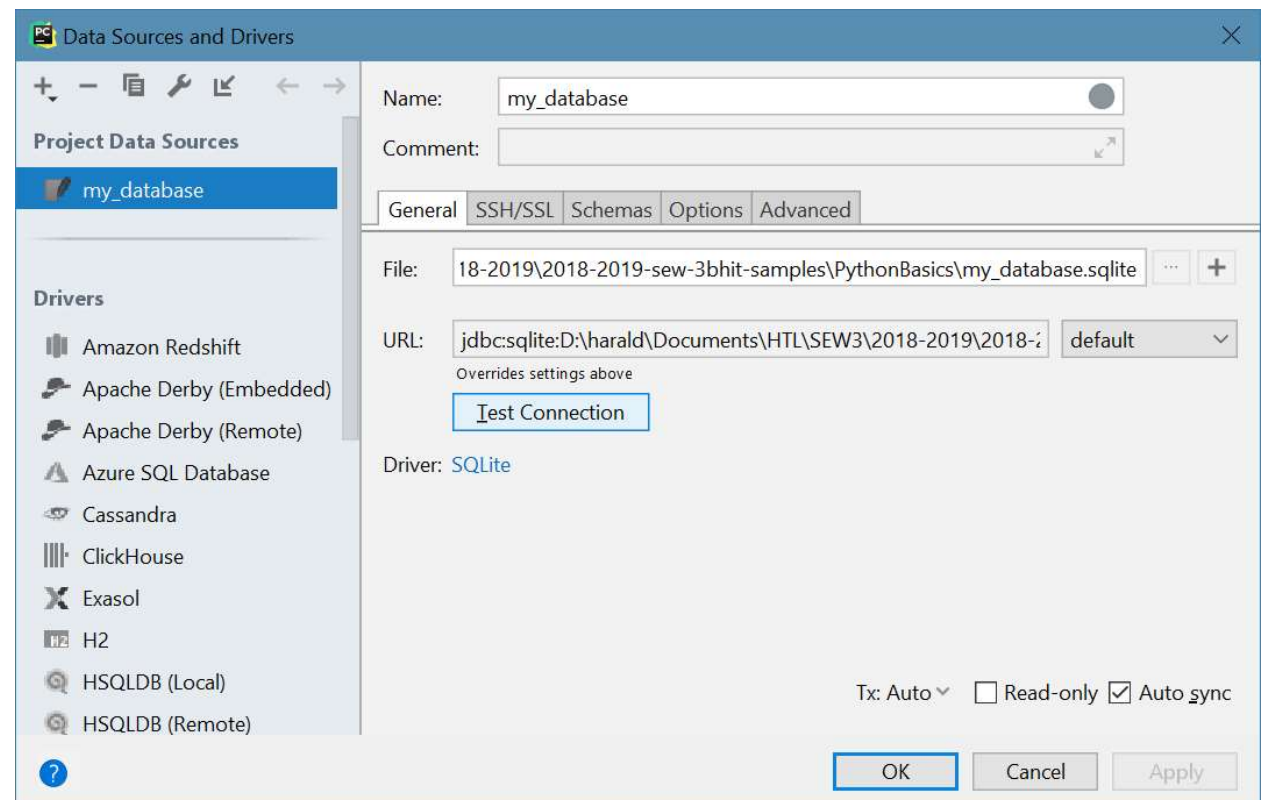 PC Data Sources and Drivers
Project Data Sources
my_database
Drivers
Amazon Redshift
Apache Derby (Embedded)
Apache Derby (Remote)
Azure SQL Database
Cassandra
ClickHouse
Exasol
H2 H2
HSQLDB (Local)
HSQLDB (Remote)
Name: my_database
Comment:
General SSH/SSL Schemas Options Advanced
File: 18-2019\2018-2019-sew-3bhit-samples\PythonBasics\my_database.sqlite ...
URL: jdbc:sqlite:D:\harald\Documents\HTL\SEW3\2018-2019\2018-2 default
Overrides settings above
Test Connection
Driver: SQLite
Tx: Auto Read-only Auto sync
? OK Cancel Apply